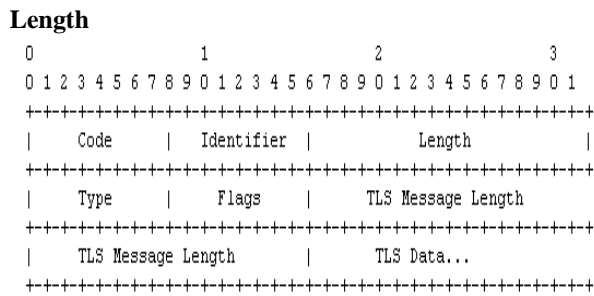 Length
0                   1                   2                   3
0 1 2 3 4 5 6 7 8 9 0 1 2 3 4 5 6 7 8 9 0 1 2 3 4 5 6 7 8 9 0 1
+-+-+-+-+-+-+-+-+-+-+-+-+-+-+-+-+-+-+-+-+-+-+-+-+-+-+-+-+-+-+-+-+
|     Code      |   Identifier  |            Length             |
+-+-+-+-+-+-+-+-+-+-+-+-+-+-+-+-+-+-+-+-+-+-+-+-+-+-+-+-+-+-+-+-+
|     Type      |     Flags     |      TLS Message Length
+-+-+-+-+-+-+-+-+-+-+-+-+-+-+-+-+-+-+-+-+-+-+-+-+-+-+-+-+-+-+-+-+
|     TLS Message Length        |       TLS Data...
+-+-+-+-+-+-+-+-+-+-+-+-+-+-+-+-+-+-+-+-+-+-+-+-+-+-+-+-+-+-+-+-+